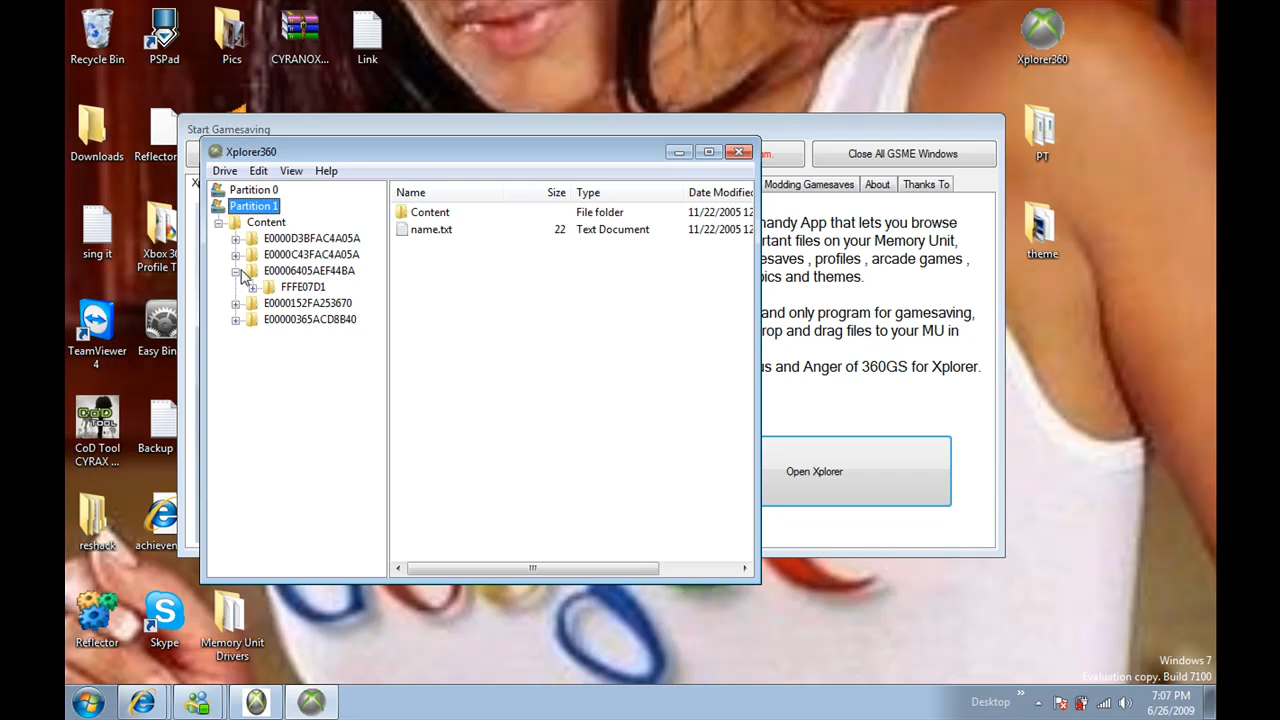 Recycle Bin
PSPad
Pics
CYRANOX...
Link
Xplorer360
Downloads
Reflector
PT
sing it
Xbox 36
Profile T
theme
TeamViewer
4
Easy Bin
CoD Tool
CYRAX ...
Backup
reshack
achieven
Reflector
Skype
Memory Unit
Drivers
Start Gamesaving
am.
Close All GSME Windows
Modding Gamesaves
About
Thanks To
handy App that lets you browse
rtant files on your Memory Unit,
esaves , profiles , arcade games ,
pics and themes.
and only program for gamesaving,
rop and drag files to your MU in
us and Anger of 360GS for Xplorer.
Open Xplorer
Xplorer360
Drive Edit View Help
Partition 0
Partition 1
Content
E0000D3BFAC4A05A
E0000C43FAC4A05A
E00006405AEF44BA
FFFE07D1
E0000152FA253670
E00000365ACD8B40
Name Size Type Date Modified
Content File folder 11/22/2005 12
name.txt 22 Text Document 11/22/2005 12
Windows 7
Evaluation copy. Build 7100
Desktop
7:07 PM
6/26/2009